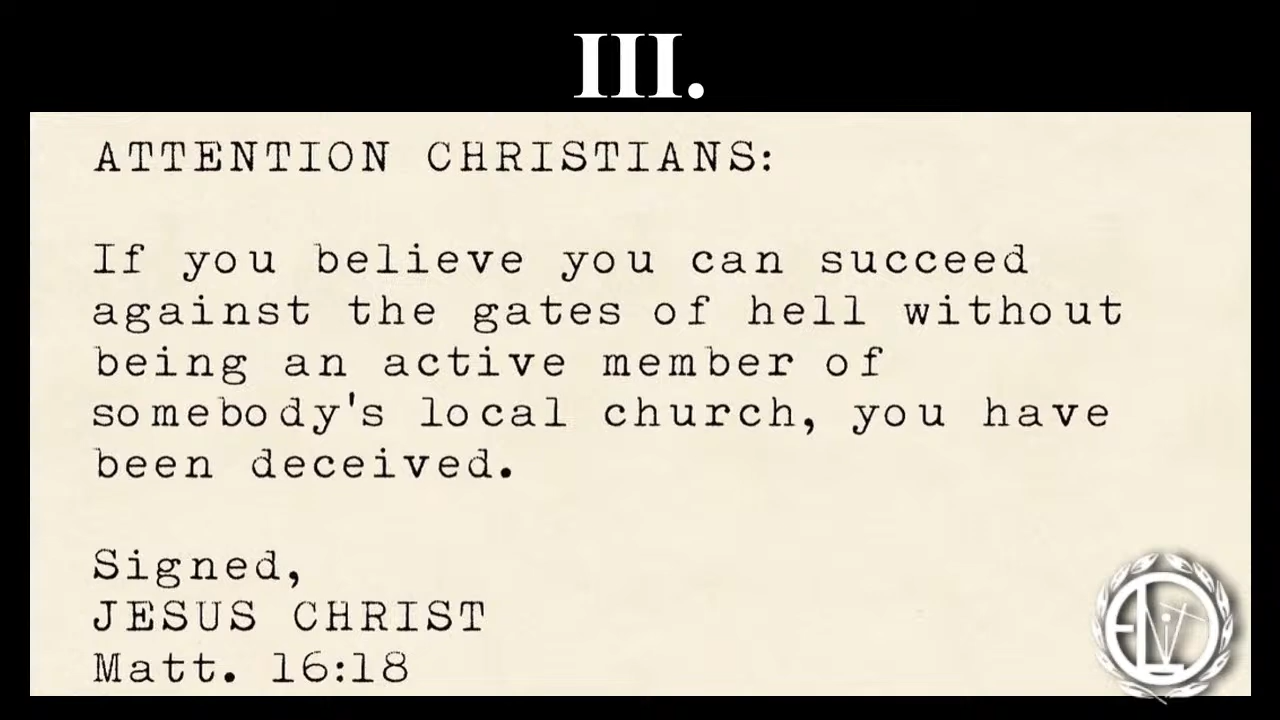 III.
ATTENTION CHRISTIANS:
If you believe you can succeed
against the gates of hell without
being an active member of
somebody's local church, you have
been deceived.
Signed,
JESUS CHRIST
Matt. 16:18